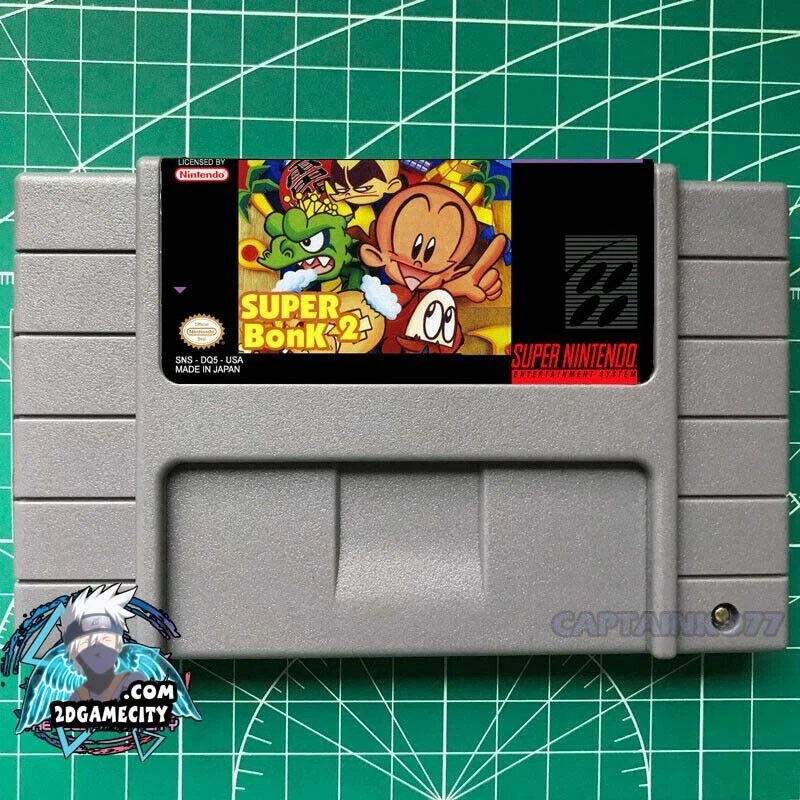 LICENSED BY
Nintendo
SUPER
BonK 2
Official
Nintendo
Seal
SNS - DQ5 - USA
MADE IN JAPAN
SUPER NINTENDO
ENTERTAINMENT SYSTEM
.COM
2DGAMECITY